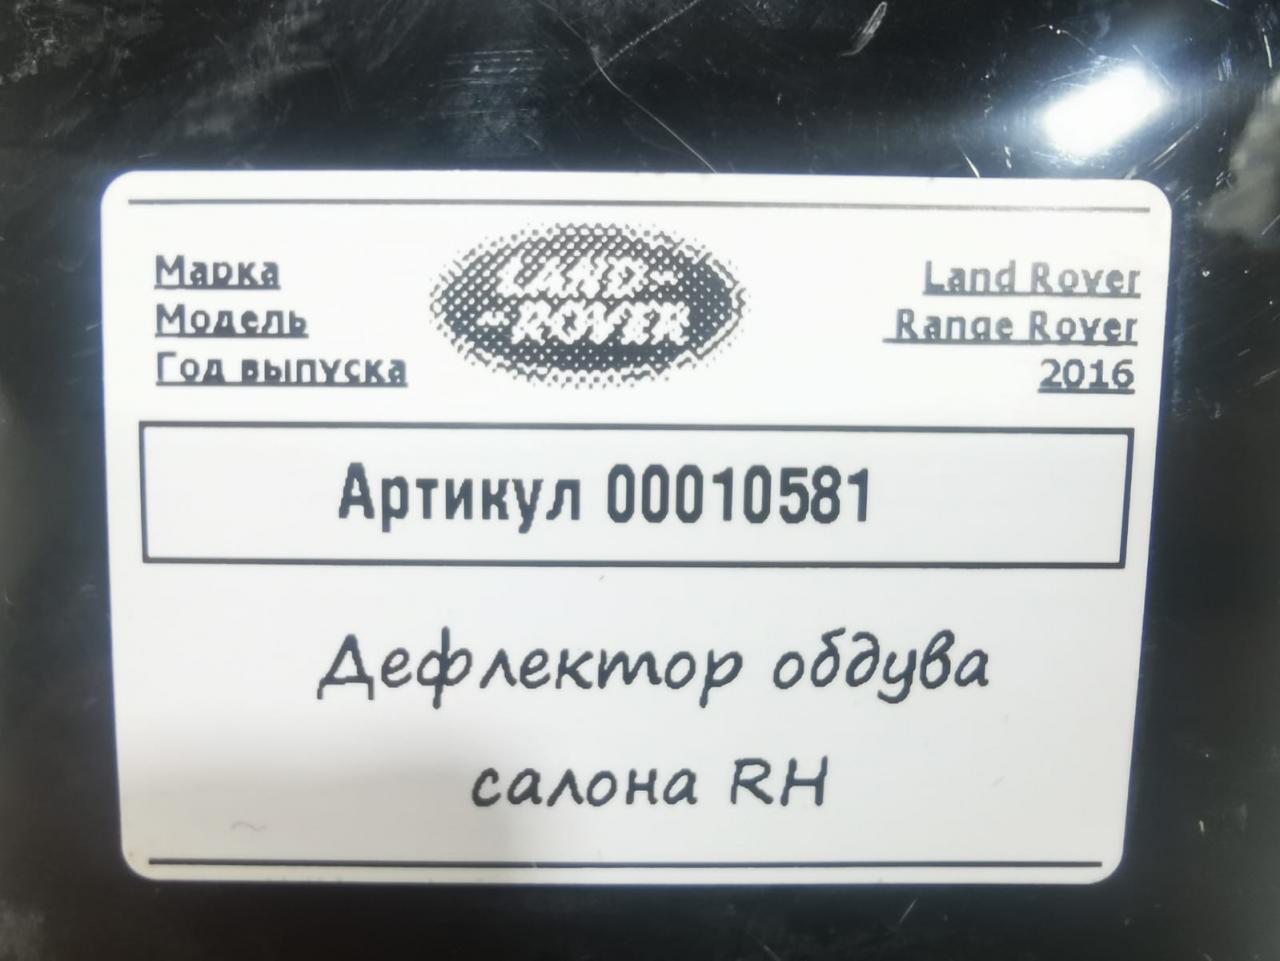 Марка
Модель
Год выпуска
LAND-
-ROVER
Land Rover
Range Rover
2016
Артикул 00010581
Дефлектор обдува
салона RH